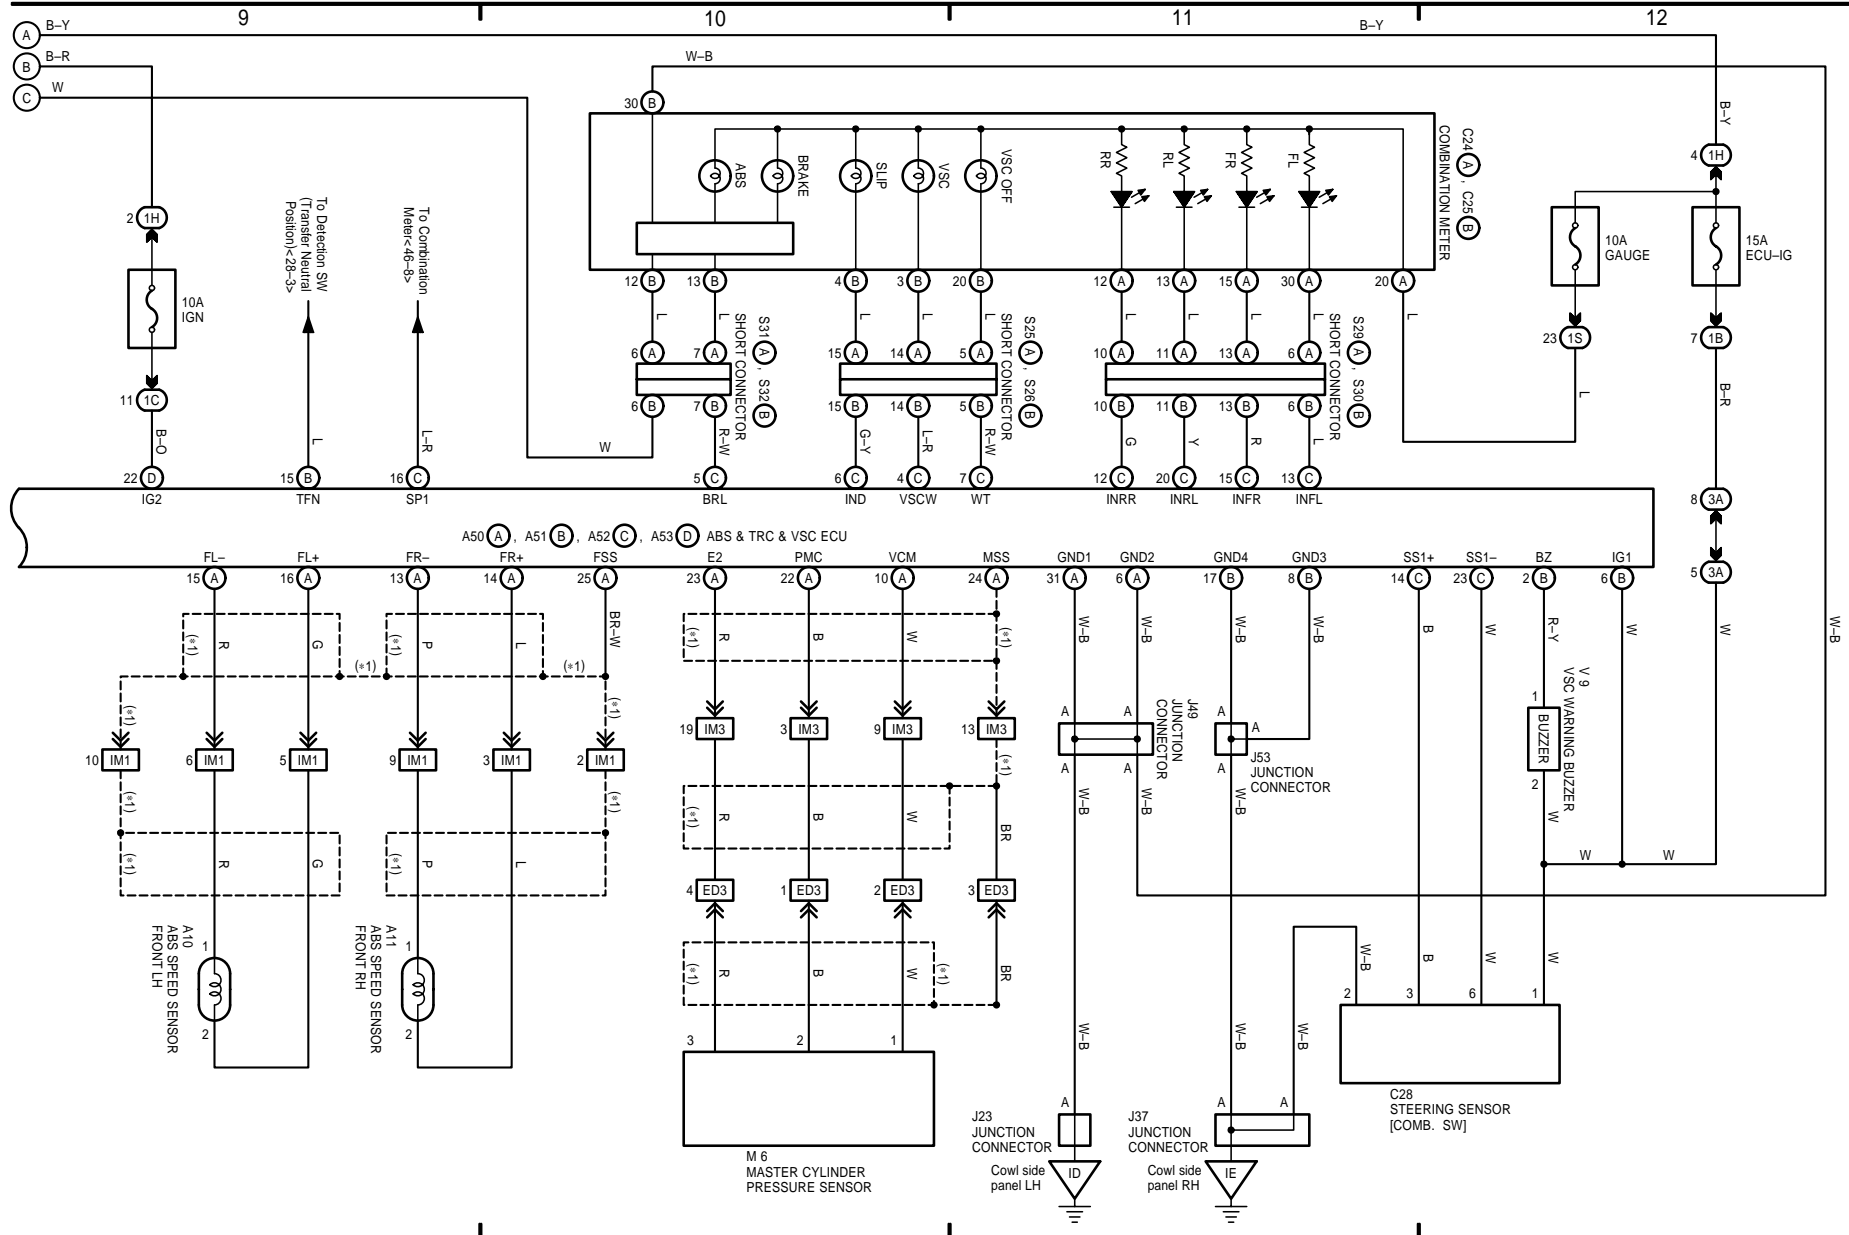 9
10
11
12
A
B–Y
B–Y
B
B–R
W–B
C
W
30 B
B–Y
C24 A , C25 B
COMBINATION METER
4 1H
ABS
BRAKE
SLIP
VSC
VSC OFF
RR
RL
FR
FL
2 1H
To Detection SW
(Transfer Neutral
Position)<28–3>
To Combination
Meter<46–8>
10A
GAUGE
15A
ECU–IG
10A
IGN
12 B
13 B
4 B
3 B
20 B
12 A
13 A
15 A
30 A
20 A
L
L
L
L
L
L
L
L
L
L
S31 A , S32 B
SHORT CONNECTOR
S25 A , S26 B
SHORT CONNECTOR
S29 A , S30 B
SHORT CONNECTOR
23 1S
7 1B
6 A
7 A
15 A
14 A
5 A
10 A
11 A
13 A
6 A
11 1C
6 B
7 B
15 B
14 B
5 B
10 B
11 B
13 B
6 B
L
B–R
B–O
L
L–R
W
R–W
G–Y
L–R
R–W
G
Y
R
L
22 D
15 B
16 C
5 C
6 C
4 C
7 C
12 C
20 C
15 C
13 C
IG2
TFN
SP1
BRL
IND
VSCW
WT
INRR
INRL
INFR
INFL
8 3A
A50 A , A51 B , A52 C , A53 D ABS & TRC & VSC ECU
FL–
FL+
FR–
FR+
FSS
E2
PMC
VCM
MSS
GND1
GND2
GND4
GND3
SS1+
SS1–
BZ
IG1
15 A
16 A
13 A
14 A
25 A
23 A
22 A
10 A
24 A
31 A
6 A
17 B
8 B
14 C
23 C
2 B
6 B
5 3A
(*1)
R
G
(*1)
P
L
BR–W
(*1)
R
B
W
(*1)
W–B
W–B
W–B
W–B
B
W
R–Y
W
W
W–B
(*1)
(*1)
(*1)
(*1)
V 9
VSC WARNING BUZZER
1
BUZZER
2
A
A
J49
JUNCTION
CONNECTOR
A
A
19 IM3
3 IM3
9 IM3
13 IM3
10 IM1
6 IM1
5 IM1
9 IM1
3 IM1
2 IM1
A
A
A
J53
JUNCTION
CONNECTOR
(*1)
(*1)
(*1)
(*1)
R
B
W
BR
W–B
W–B
W–B
W
(*1)
R
G
(*1)
P
L
W
W
4 ED3
1 ED3
2 ED3
3 ED3
A10
ABS SPEED SENSOR
FRONT LH
1
2
A11
ABS SPEED SENSOR
FRONT RH
1
2
(*1)
R
B
W
(*1)
BR
W–B
B
W
W
2
3
6
1
W–B
W–B
W–B
3
2
1
C28
STEERING SENSOR
[COMB. SW]
J23
JUNCTION
CONNECTOR
A
J37
JUNCTION
CONNECTOR
A
A
M 6
MASTER CYLINDER
PRESSURE SENSOR
Cowl side
panel LH
ID
Cowl side
panel RH
IE